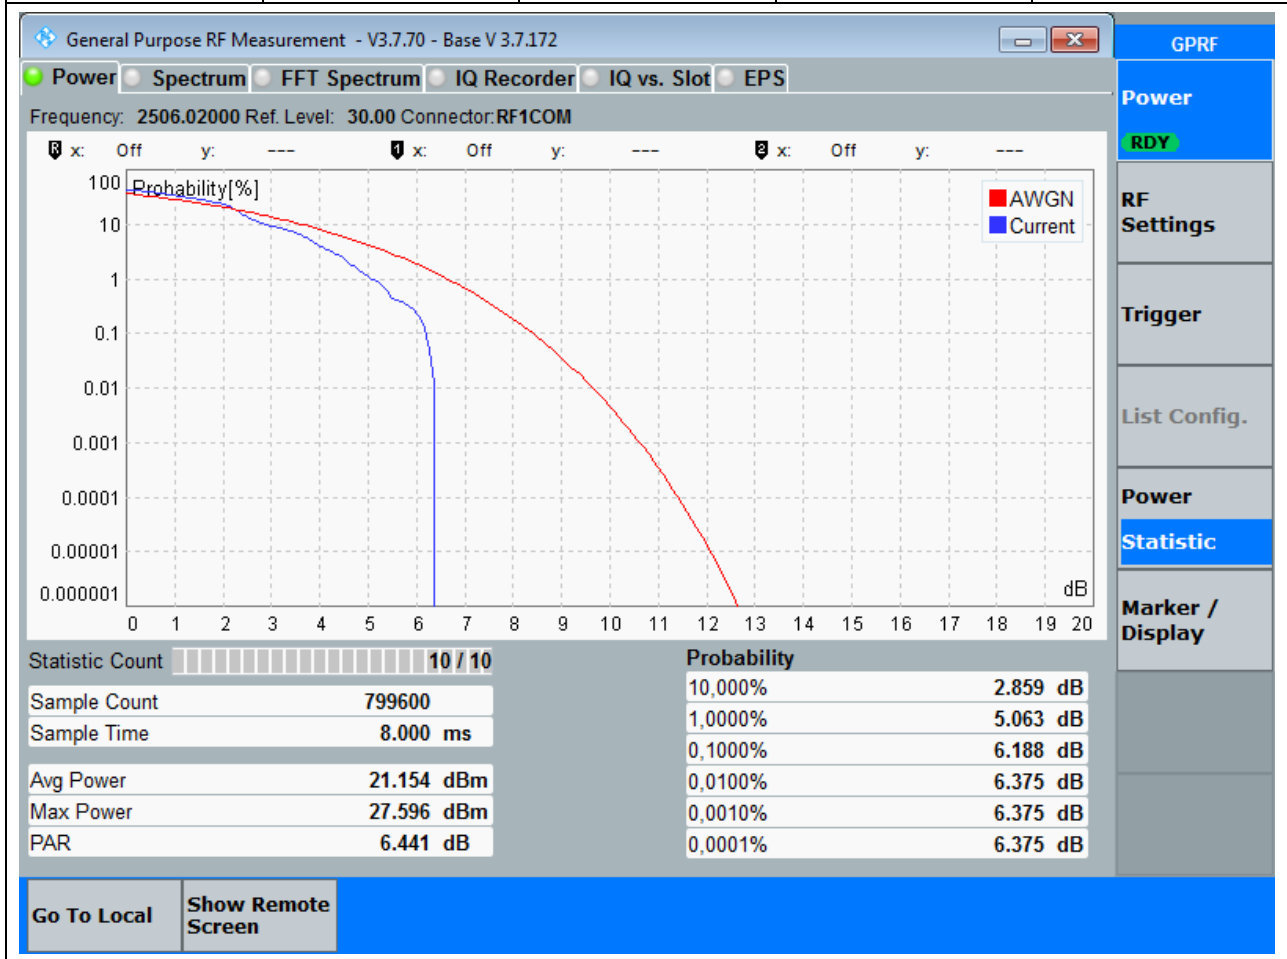 General Purpose RF Measurement - V3.7.70 - Base V 3.7.172
GPRF
Power Spectrum FFT Spectrum IQ Recorder IQ vs. Slot EPS
Frequency: 2506.02000 Ref. Level: 30.00 Connector: RF1COM
R x: Off y: --- 1 x: Off y: --- 2 x: Off y: ---
Probability[%]
AWGN
Current
100
10
1
0.1
0.01
0.001
0.0001
0.00001
0.000001
dB
0 1 2 3 4 5 6 7 8 9 10 11 12 13 14 15 16 17 18 19 20
Statistic Count 10 / 10
Sample Count 799600
Sample Time 8.000 ms
Avg Power 21.154 dBm
Max Power 27.596 dBm
PAR 6.441 dB
Probability
10,000% 2.859 dB
1,0000% 5.063 dB
0,1000% 6.188 dB
0,0100% 6.375 dB
0,0010% 6.375 dB
0,0001% 6.375 dB
Power
RDY
RF
Settings
Trigger
List Config.
Power
Statistic
Marker /
Display
Go To Local
Show Remote
Screen